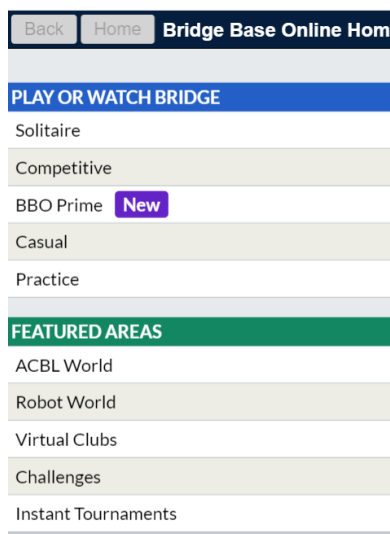 Back Home Bridge Base Online Hom
PLAY OR WATCH BRIDGE
Solitaire
Competitive
BBO Prime New
Casual
Practice
FEATURED AREAS
ACBL World
Robot World
Virtual Clubs
Challenges
Instant Tournaments